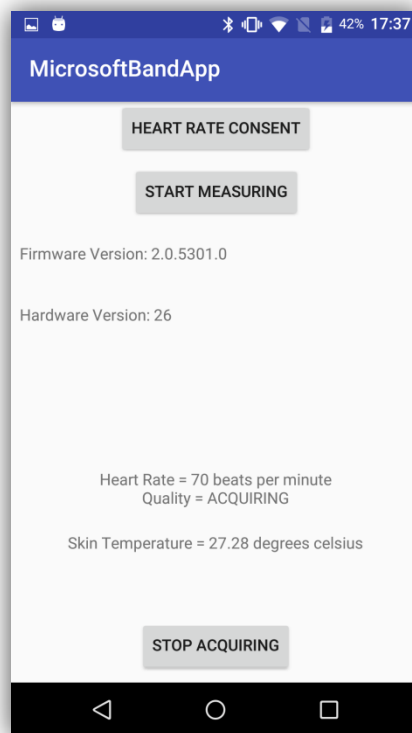 42% 17:37
MicrosoftBandApp
HEART RATE CONSENT
START MEASURING
Firmware Version: 2.0.5301.0
Hardware Version: 26
Heart Rate = 70 beats per minute
Quality = ACQUIRING
Skin Temperature = 27.28 degrees celsius
STOP ACQUIRING